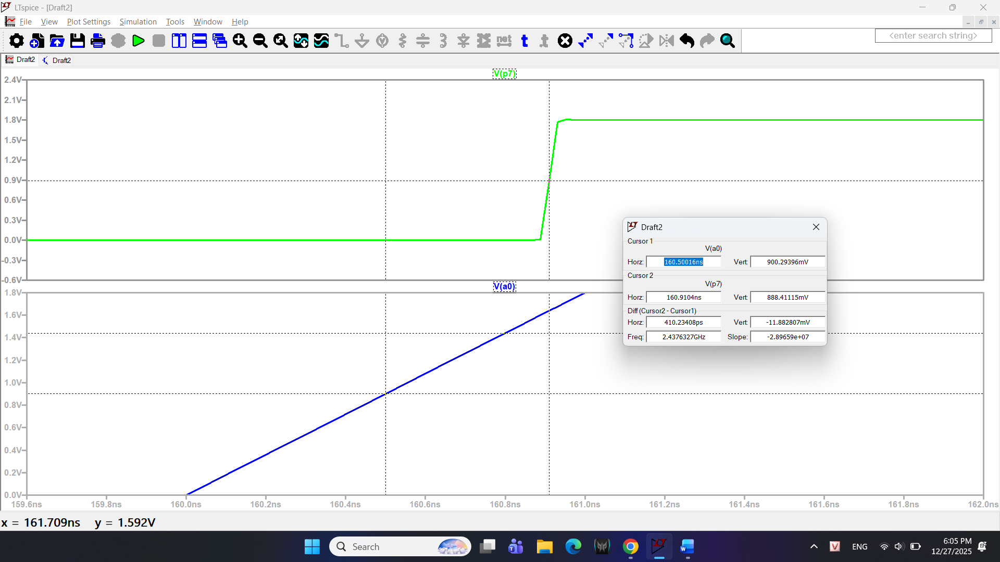 LTspice - [Draft2]
File View Plot Settings Simulation Tools Window Help
net t .t
<enter search string>
Draft2 Draft2
V(p7)
2.4V
2.1V
1.8V
1.5V
1.2V
0.9V
0.6V
0.3V
0.0V
-0.3V
-0.6V
V(a0)
1.8V
1.6V
1.4V
1.2V
1.0V
0.8V
0.6V
0.4V
0.2V
0.0V
159.6ns 159.8ns 160.0ns 160.2ns 160.4ns 160.6ns 160.8ns 161.0ns 161.2ns 161.4ns 161.6ns 161.8ns 162.0ns
Draft2
Cursor 1
V(a0)
Horz: 160.50016ns Vert: 900.29396mV
Cursor 2
V(p7)
Horz: 160.9104ns Vert: 888.41115mV
Diff (Cursor2 - Cursor1)
Horz: 410.23408ps Vert: -11.882807mV
Freq: 2.4376327GHz Slope: -2.89659e+07
x = 161.709ns y = 1.592V
Search
V
ENG
6:05 PM
12/27/2025